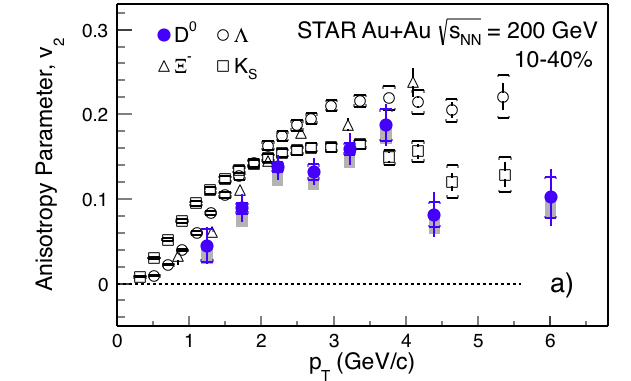 STAR Au+Au √s_NN = 200 GeV
10-40%
D⁰
Λ
Ξ⁻
K_S
Anisotropy Parameter, v₂
0.3
0.2
0.1
0
a)
0 1 2 3 4 5 6
p_T (GeV/c)